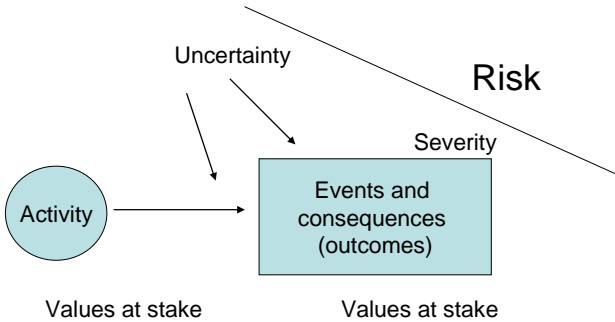 Uncertainty
Risk
Severity
Activity
Events and
consequences
(outcomes)
Values at stake
Values at stake